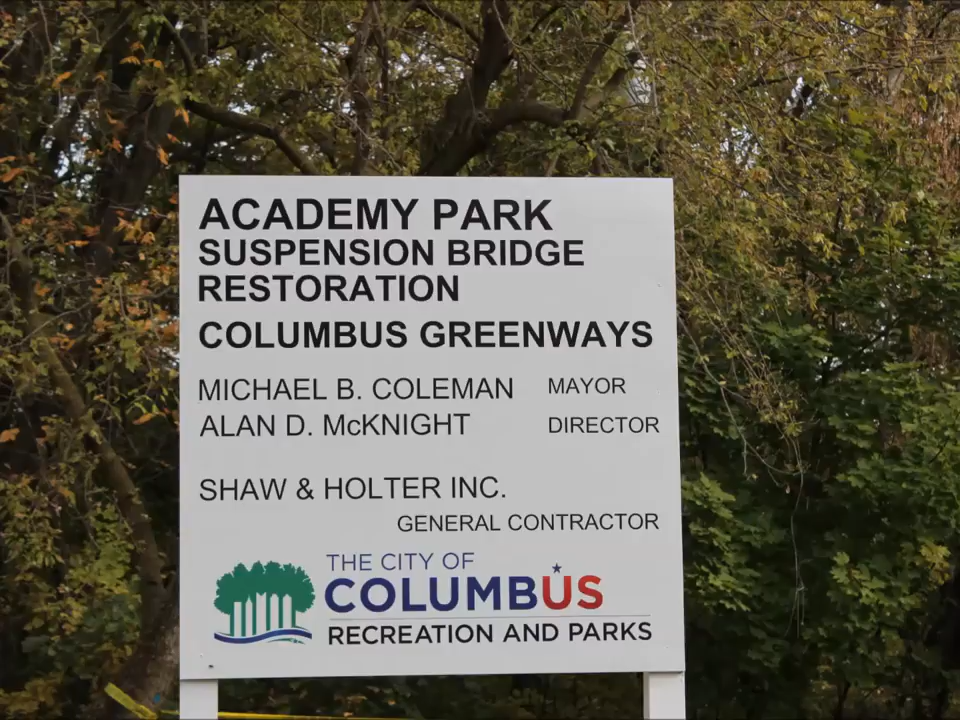 ACADEMY PARK
SUSPENSION BRIDGE
RESTORATION
COLUMBUS GREENWAYS
MICHAEL B. COLEMAN MAYOR
ALAN D. McKNIGHT DIRECTOR
SHAW & HOLTER INC.
GENERAL CONTRACTOR
THE CITY OF
COLUMBUS
RECREATION AND PARKS